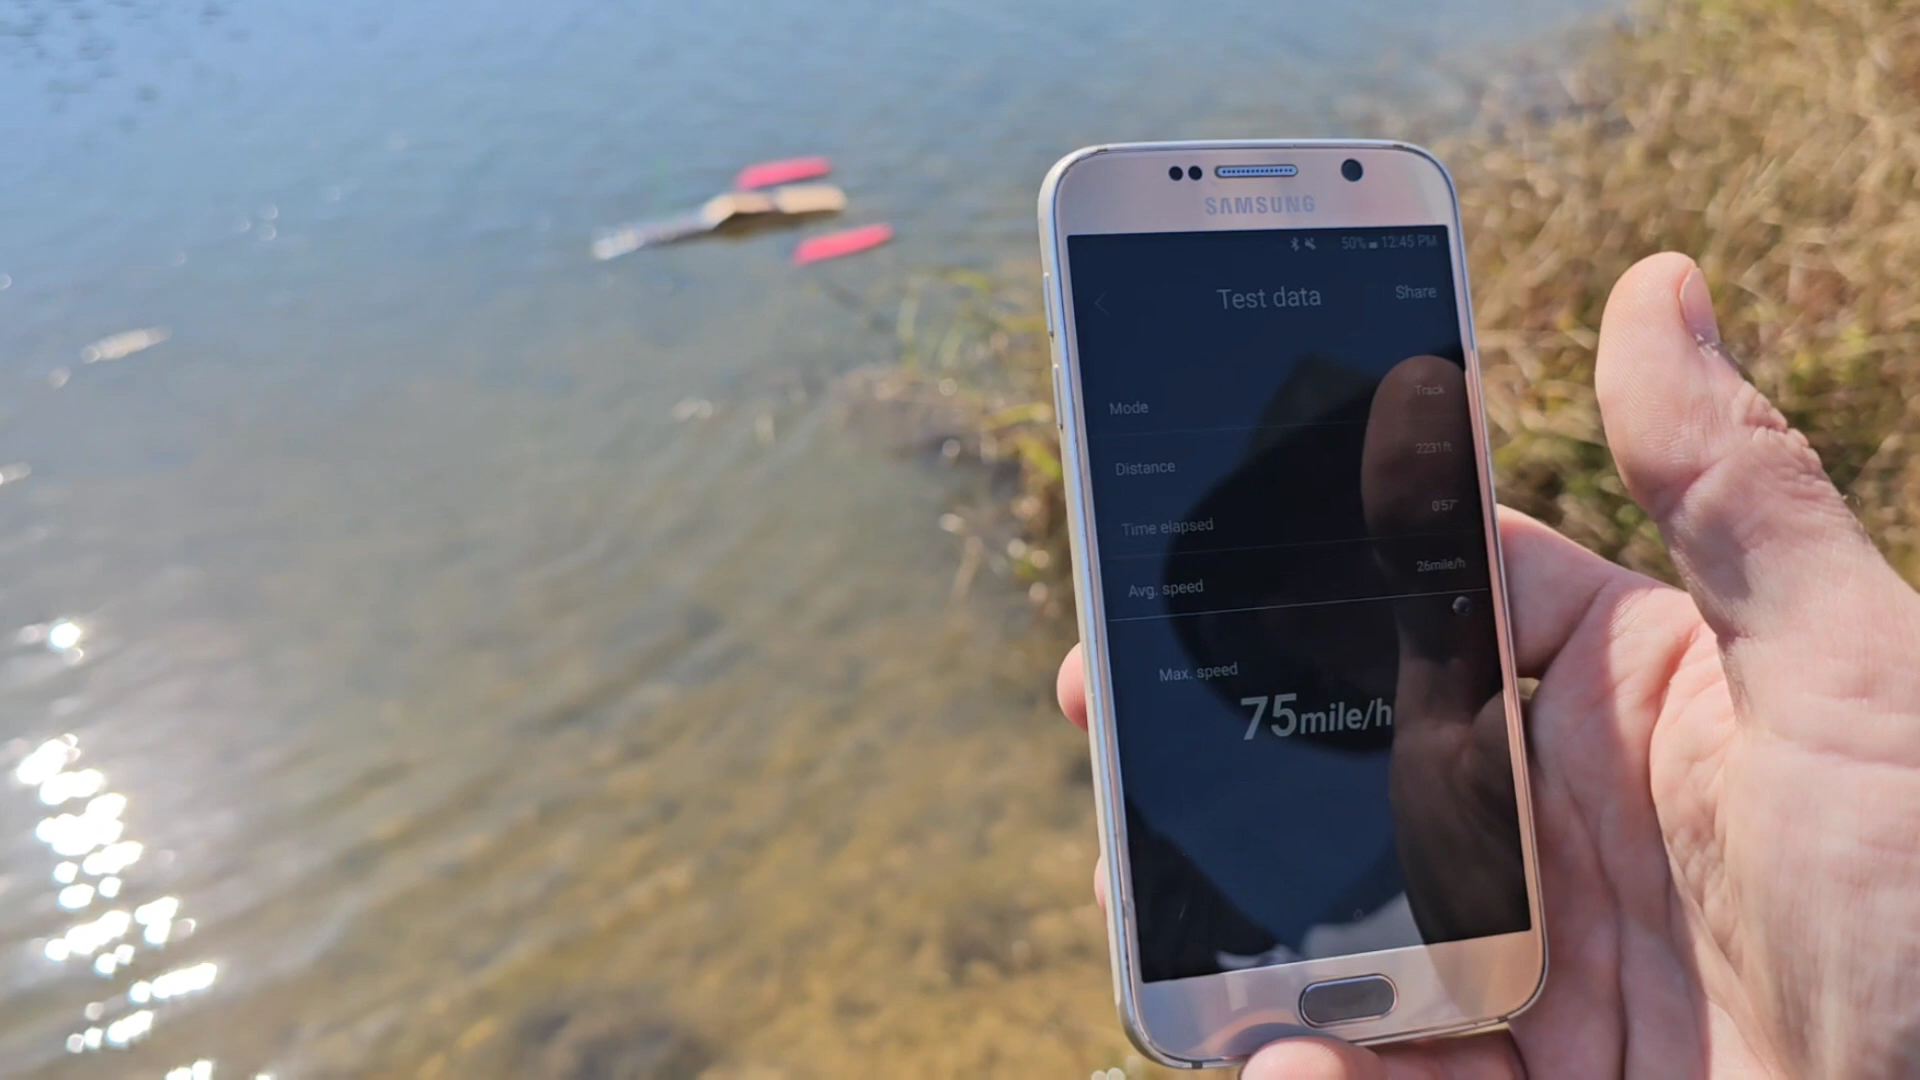 SAMSUNG
50% 12:45 PM
Test data
Share
Mode
Track
Distance
2231ft
Time elapsed
0'57"
Avg. speed
26mile/h
Max. speed
75mile/h